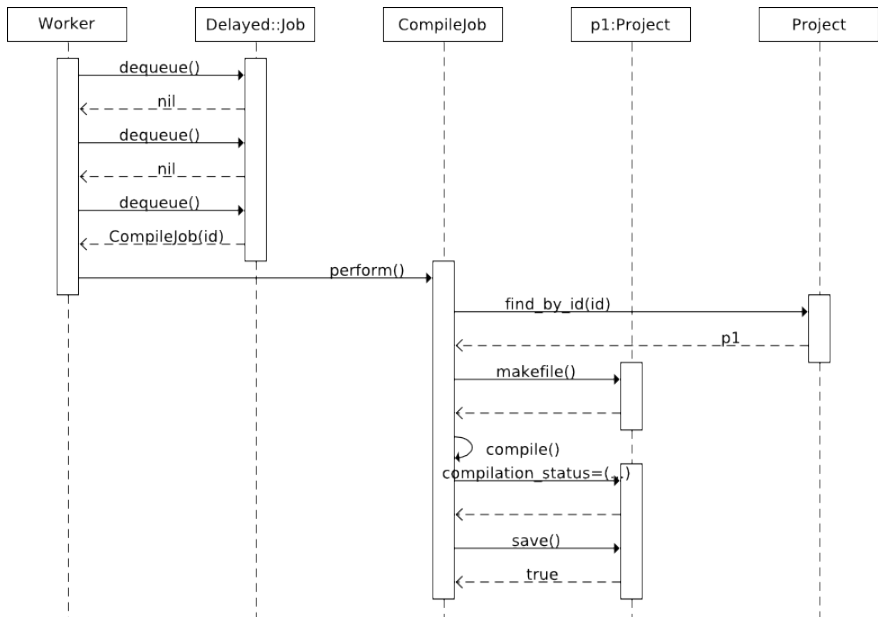 Worker
Delayed::Job
CompileJob
p1:Project
Project
dequeue()
nil
dequeue()
nil
dequeue()
CompileJob(id)
perform()
find_by_id(id)
p1
makefile()
compile()
compilation_status=(...)
save()
true